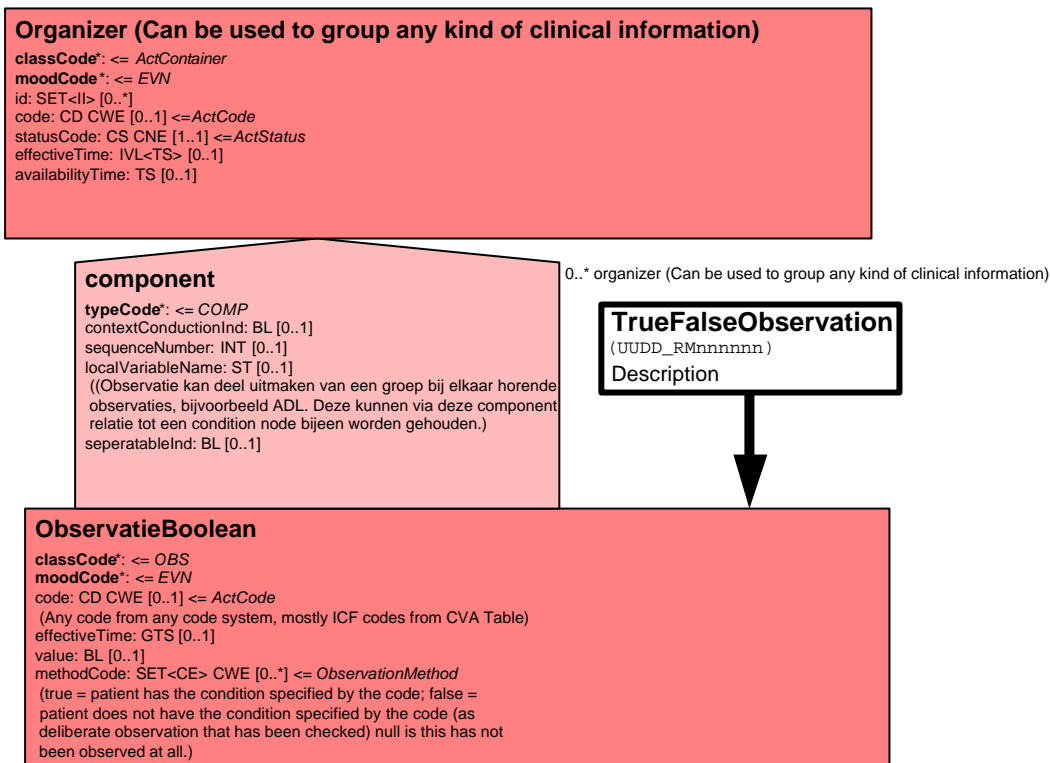 Organizer (Can be used to group any kind of clinical information)
classCode*: <= ActContainer
moodCode*: <= EVN
id: SET<II> [0..*]
code: CD CWE [0..1] <=ActCode
statusCode: CS CNE [1..1] <=ActStatus
effectiveTime: IVL<TS> [0..1]
availabilityTime: TS [0..1]
component
typeCode*: <= COMP
contextConductionInd: BL [0..1]
sequenceNumber: INT [0..1]
localVariableName: ST [0..1]
((Observatie kan deel uitmaken van een groep bij elkaar horende
observaties, bijvoorbeeld ADL. Deze kunnen via deze component
relatie tot een condition node bijeen worden gehouden.)
seperatableInd: BL [0..1]
0..* organizer (Can be used to group any kind of clinical information)
TrueFalseObservation
(UUDD_RMnnnnnn)
Description
ObservatieBoolean
classCode*: <= OBS
moodCode*: <= EVN
code: CD CWE [0..1] <= ActCode
(Any code from any code system, mostly ICF codes from CVA Table)
effectiveTime: GTS [0..1]
value: BL [0..1]
methodCode: SET<CE> CWE [0..*] <= ObservationMethod
(true = patient has the condition specified by the code; false =
patient does not have the condition specified by the code (as
deliberate observation that has been checked) null is this has not
been observed at all.)